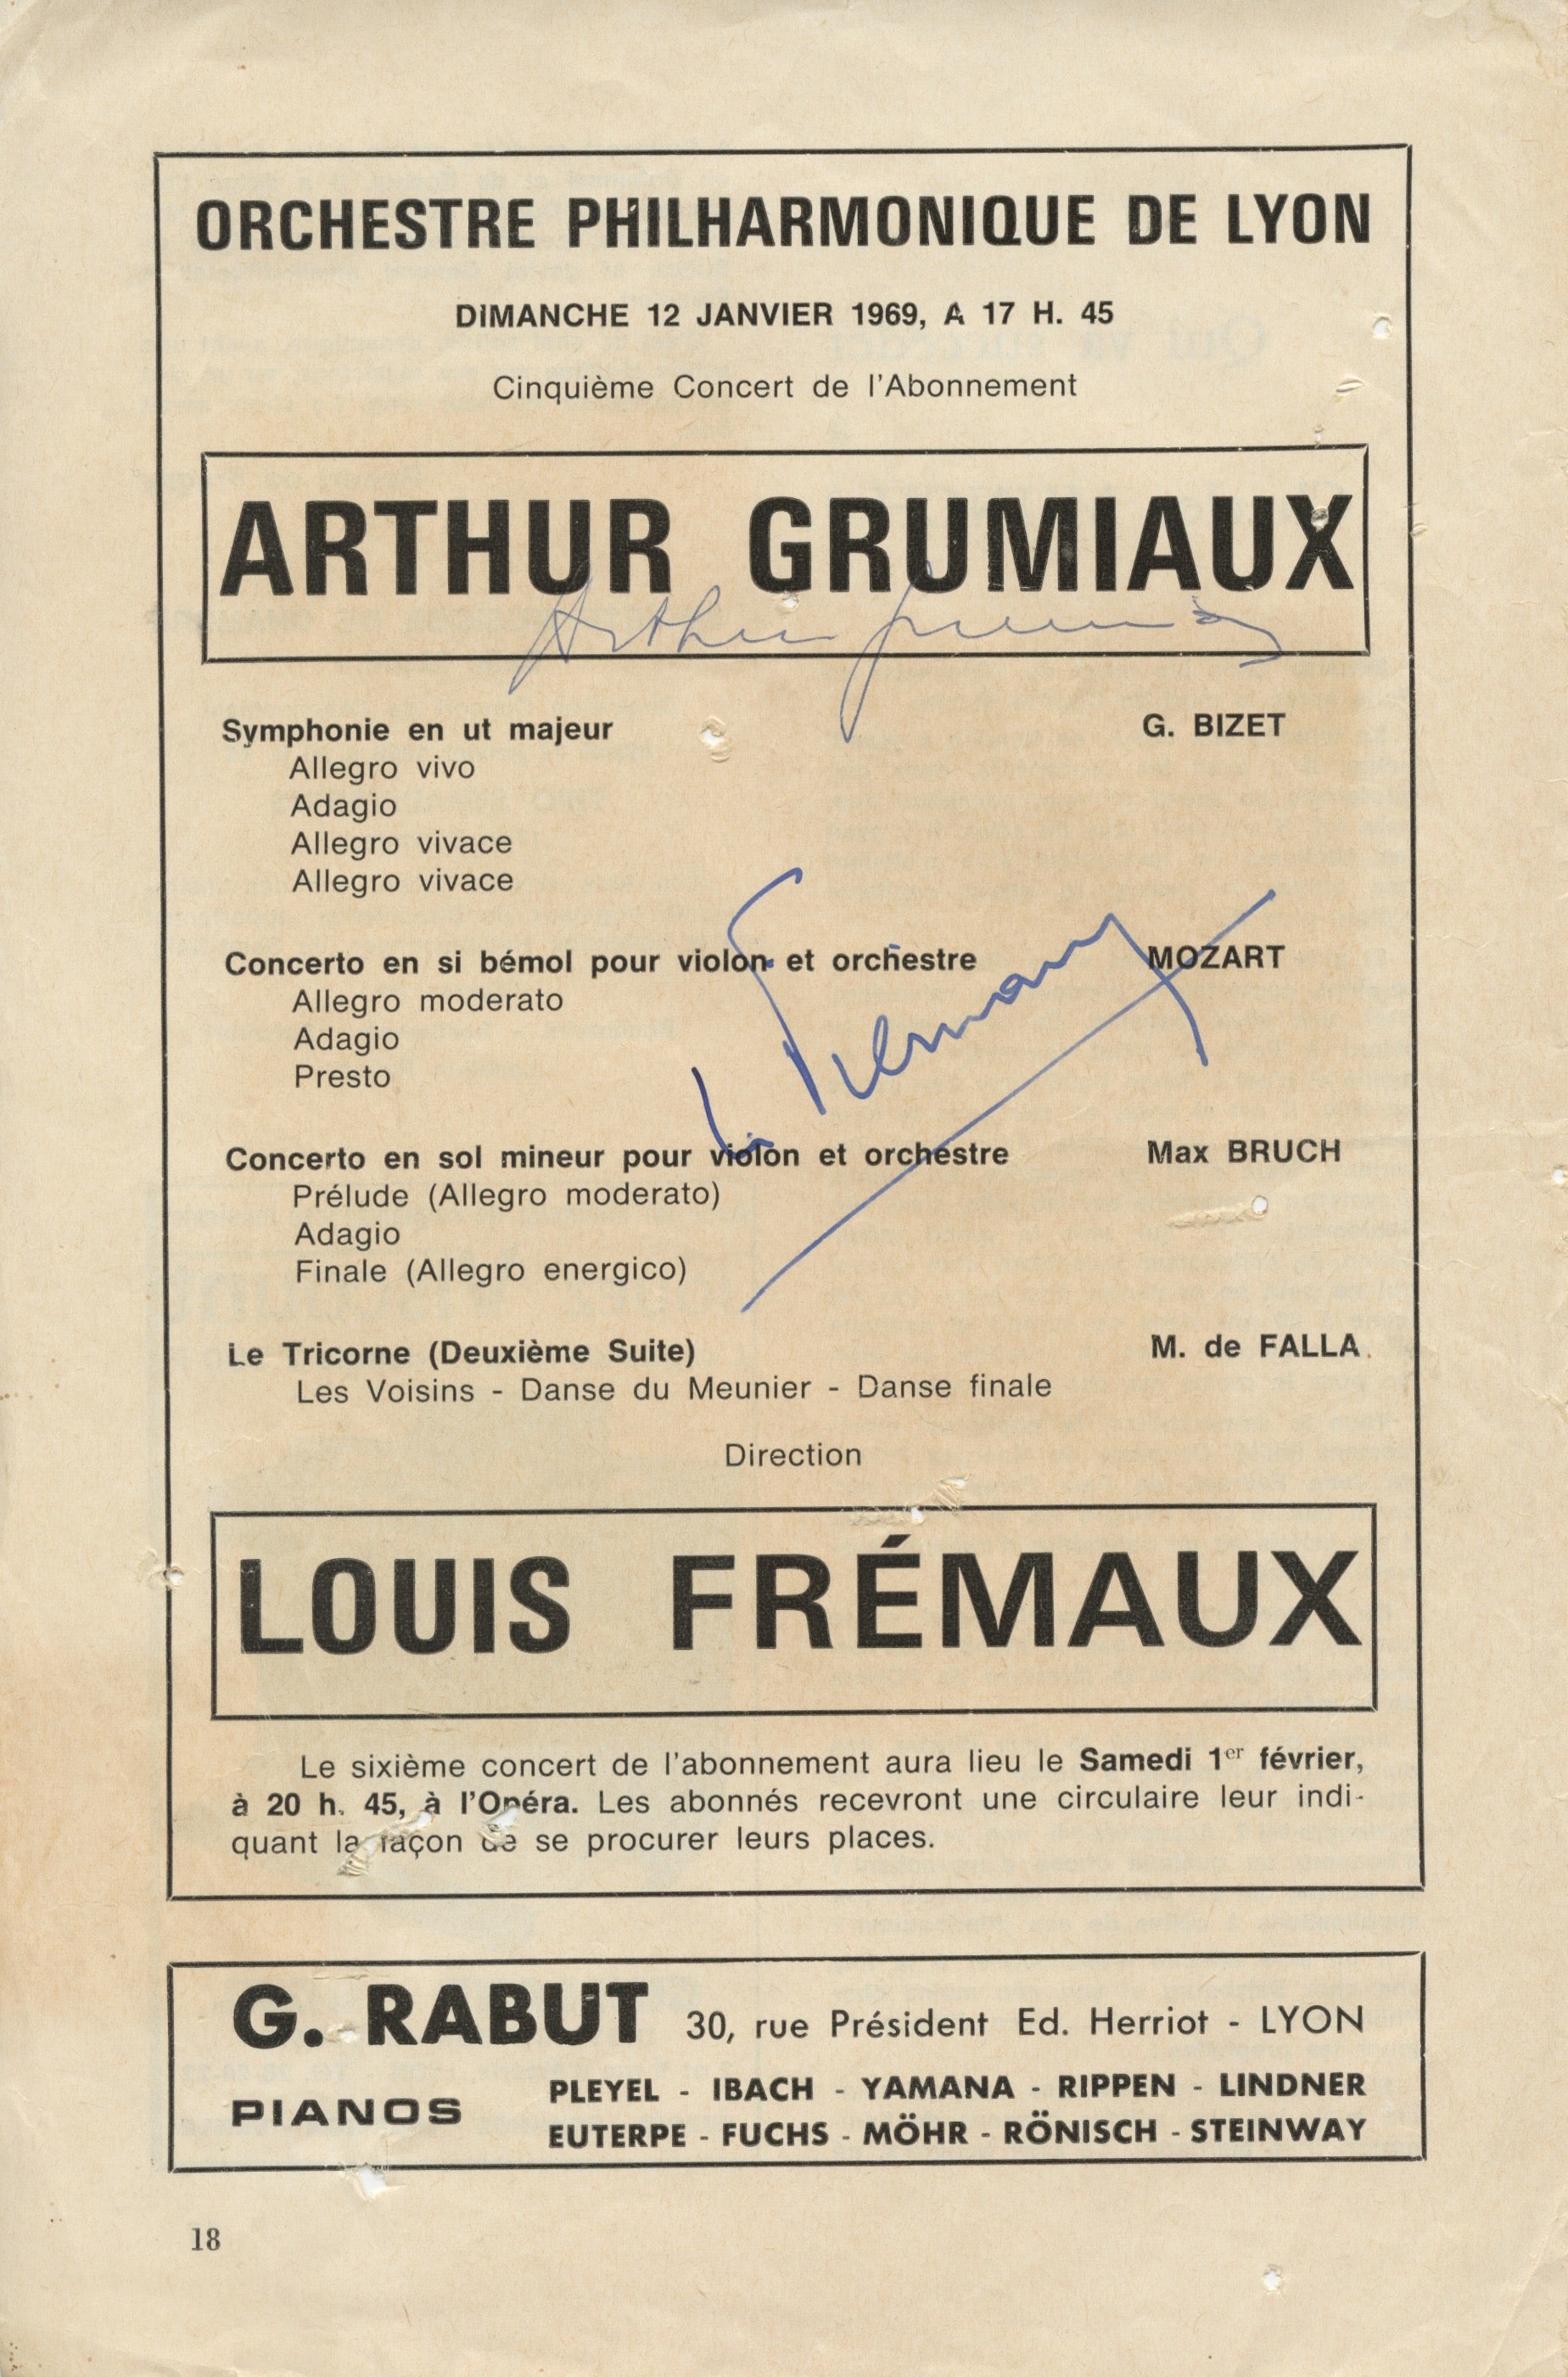 ORCHESTRE PHILHARMONIQUE DE LYON
DIMANCHE 12 JANVIER 1969, A 17 H. 45
Cinquième Concert de l'Abonnement
ARTHUR GRUMIAUX
Arthur Grumiaux
Symphonie en ut majeur G. BIZET
Allegro vivo
Adagio
Allegro vivace
Allegro vivace
Concerto en si bémol pour violon et orchestre MOZART
Allegro moderato
Adagio
Presto
L. Fremaux
Concerto en sol mineur pour violon et orchestre Max BRUCH
Prélude (Allegro moderato)
Adagio
Finale (Allegro energico)
Le Tricorne (Deuxième Suite) M. de FALLA.
Les Voisins - Danse du Meunier - Danse finale
Direction
LOUIS FRÉMAUX
Le sixième concert de l'abonnement aura lieu le Samedi 1er février,
à 20 h. 45, à l'Opéra. Les abonnés recevront une circulaire leur indi-
quant la façon de se procurer leurs places.
G. RABUT 30, rue Président Ed. Herriot - LYON
PIANOS
PLEYEL - IBACH - YAMANA - RIPPEN - LINDNER
EUTERPE - FUCHS - MÖHR - RÖNISCH - STEINWAY
18